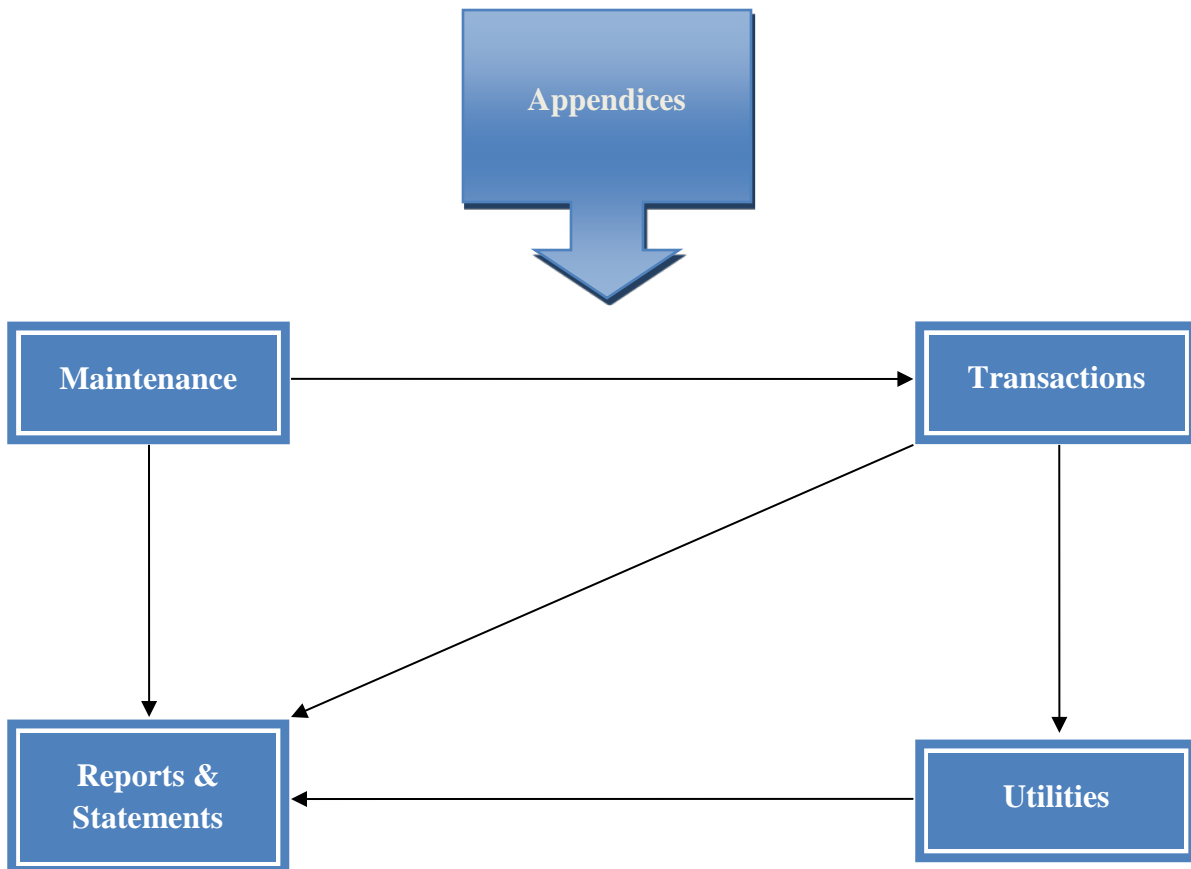 Appendices
Maintenance
Transactions
Reports &
Statements
Utilities